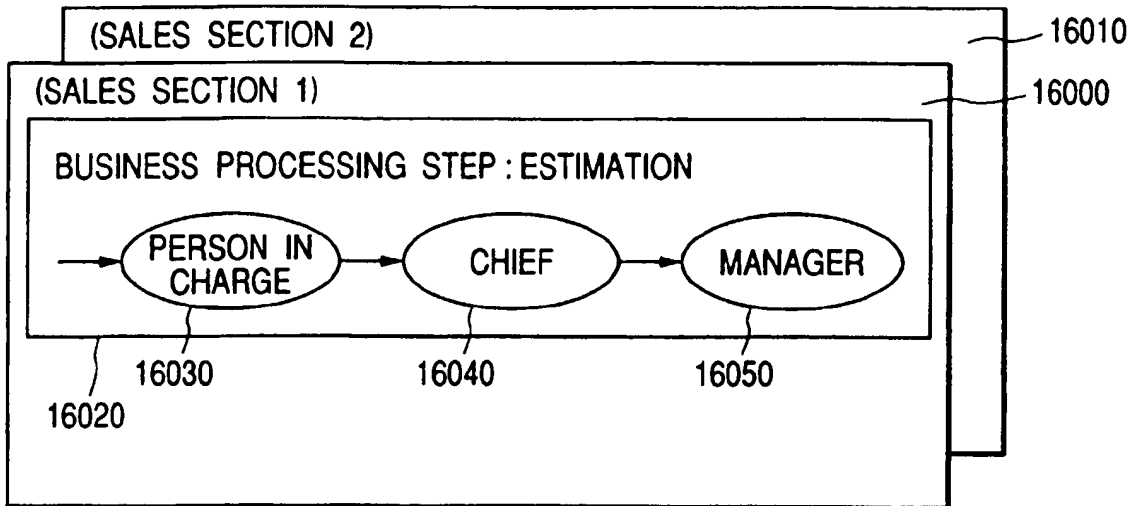 (SALES SECTION 2)
16010
(SALES SECTION 1)
16000
BUSINESS PROCESSING STEP : ESTIMATION
PERSON IN
CHARGE
CHIEF
MANAGER
16030
16040
16050
16020